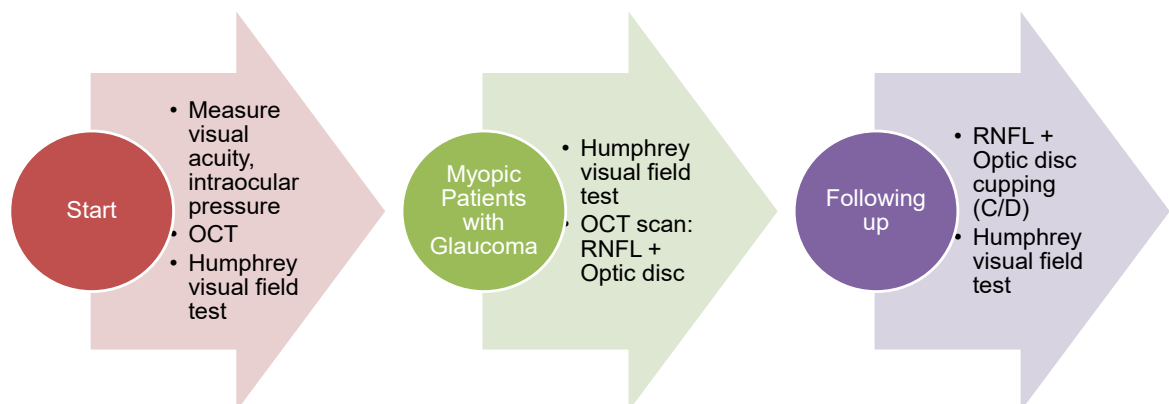 Start
• Measure
visual
acuity,
intraocular
pressure
• OCT
• Humphrey
visual field
test
Myopic
Patients
with
Glaucoma
• Humphrey
visual field
test
• OCT scan:
RNFL +
Optic disc
Following
up
• RNFL +
Optic disc
cupping
(C/D)
• Humphrey
visual field
test